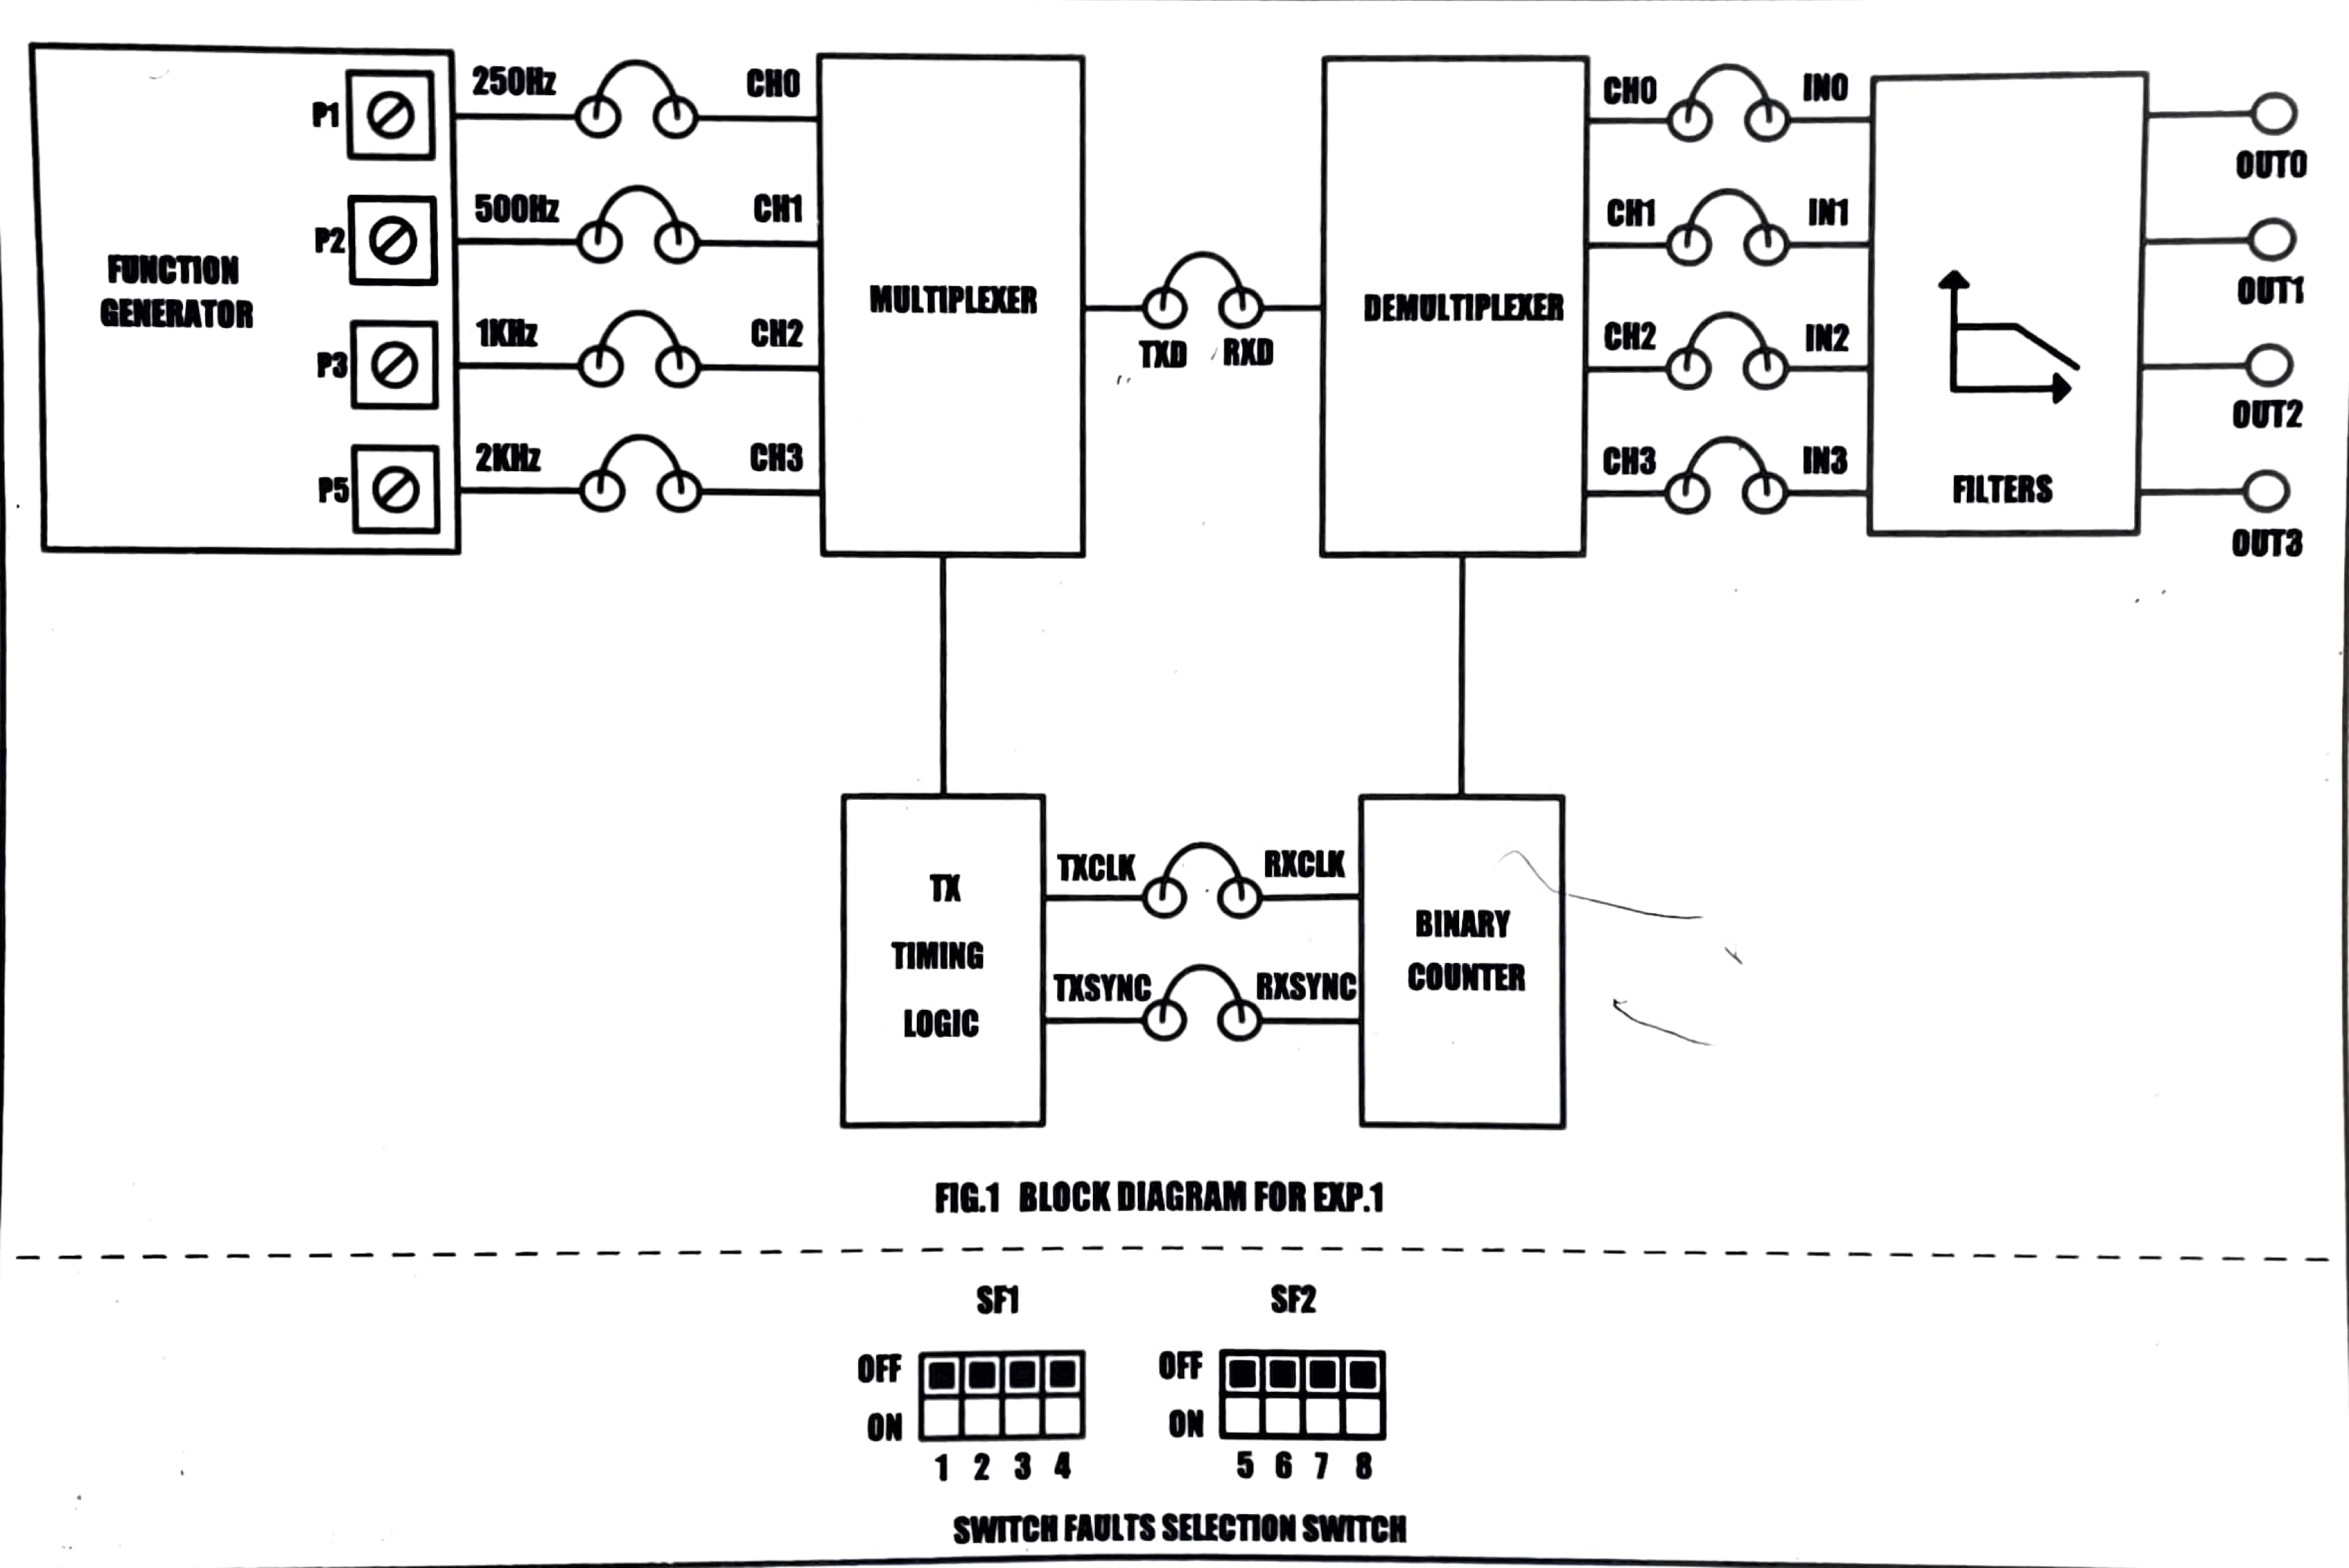 250Hz
CH0
CH0
IN0
P1
OUT0
500Hz
CH1
CH1
IN1
P2
OUT1
FUNCTION
GENERATOR
MULTIPLEXER
DEMULTIPLEXER
1KHz
CH2
CH2
IN2
P3
TXD
RXD
OUT2
2KHz
CH3
CH3
IN3
P5
FILTERS
OUT3
TX
TIMING
LOGIC
TXCLK
RXCLK
BINARY
COUNTER
TXSYNC
RXSYNC
FIG.1 BLOCK DIAGRAM FOR EXP.1
SF1
SF2
OFF
OFF
ON
ON
1 2 3 4
5 6 7 8
SWITCH FAULTS SELECTION SWITCH